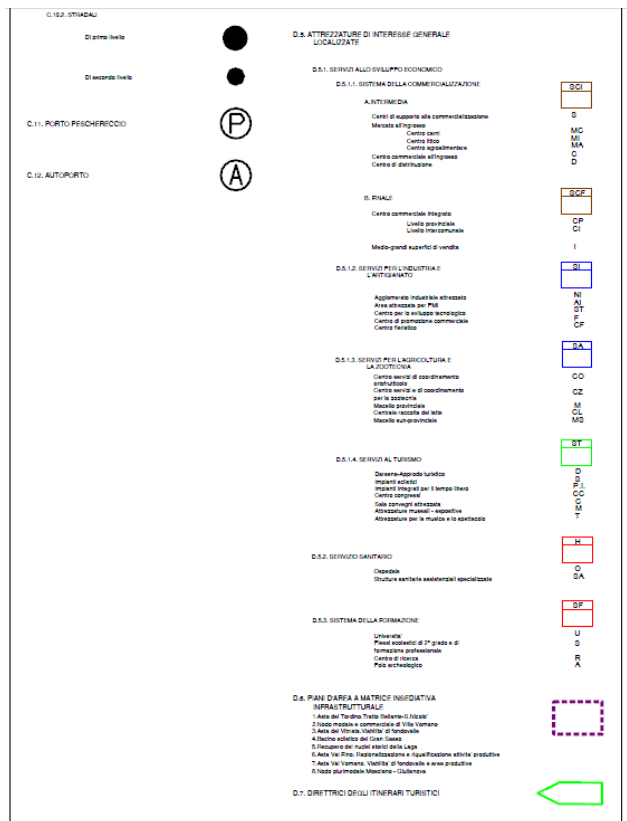 C.10.2. STRADALI
Di primo livello
Di secondo livello
C.11. PORTO PESCHERECCIO
P
C.12. AUTOPORTO
A
D.5. ATTREZZATURE DI INTERESSE GENERALE
LOCALIZZATE
D.5.1. SERVIZI ALLO SVILUPPO ECONOMICO
D.5.1.1. SISTEMA DELLA COMMERCIALIZZAZIONE
SCI
A.INTERMEDIA
Centri di supporto alla commercializzazione S
Mercato all'ingrosso
Centro carni MC
Centro ittico MI
Centro agroalimentare MA
Centro commerciale all'ingrosso C
Centro di distribuzione D
B. FINALE
SCF
Centro commerciale integrato
Livello provinciale CP
Livello intercomunale CI
Medio-grandi superfici di vendita I
D.5.1.2. SERVIZI PER L'INDUSTRIA E
L'ARTIGIANATO
SI
Agglomerato industriale attrezzato NI
Area attrezzata per PMI AI
Centro per lo sviluppo tecnologico ST
Centro di promozione commerciale F
Centro fieristico CF
D.5.1.3. SERVIZI PER L'AGRICOLTURA E
LA ZOOTECNIA
SA
Centro servizi di coordinamento
ortofrutticolo CO
Centro servizi e di coordinamento
per la zootecnia CZ
Macello provinciale M
Centrale raccolta del latte CL
Macello sub-provinciale MS
D.5.1.4. SERVIZI AL TURISMO
ST
Darsena-Approdo turistico D
Impianti sciistici S
Impianti integrati per il tempo libero P.I.
Centro congressi CC
Sala convegni attrezzata C
Attrezzature museali - espositive M
Attrezzature per la musica e lo spettacolo T
D.5.2. SERVIZIO SANITARIO
H
Ospedale O
Strutture sanitarie assistenziali specializzate SA
D.5.3. SISTEMA DELLA FORMAZIONE
SF
Universita' U
Plessi scolastici di 2ª grado e di
formazione professionale S
Centro di ricerca R
Polo archeologico A
D.6. PIANI D'AREA A MATRICE INSEDIATIVA
INFRASTRUTTURALE
1.Asta del Tordino.Tratto Bellante-S.Nicolo'
2.Nodo modale e commerciale di Villa Vomano
3.Asta del Vibrata.Viabilita' di fondovalle
4.Bacino sciistico del Gran Sasso
5.Recupero dei nuclei storici della Laga
6.Asta Val Fino. Razionalizzazione e riqualificazione attivita' produttive
7.Asta Val Vomano. Viabilita' di fondovalle e aree produttive
8.Nodo plurimodale Mosciano - Giulianova
D.7. DIRETTRICI DEGLI ITINERARI TURISTICI